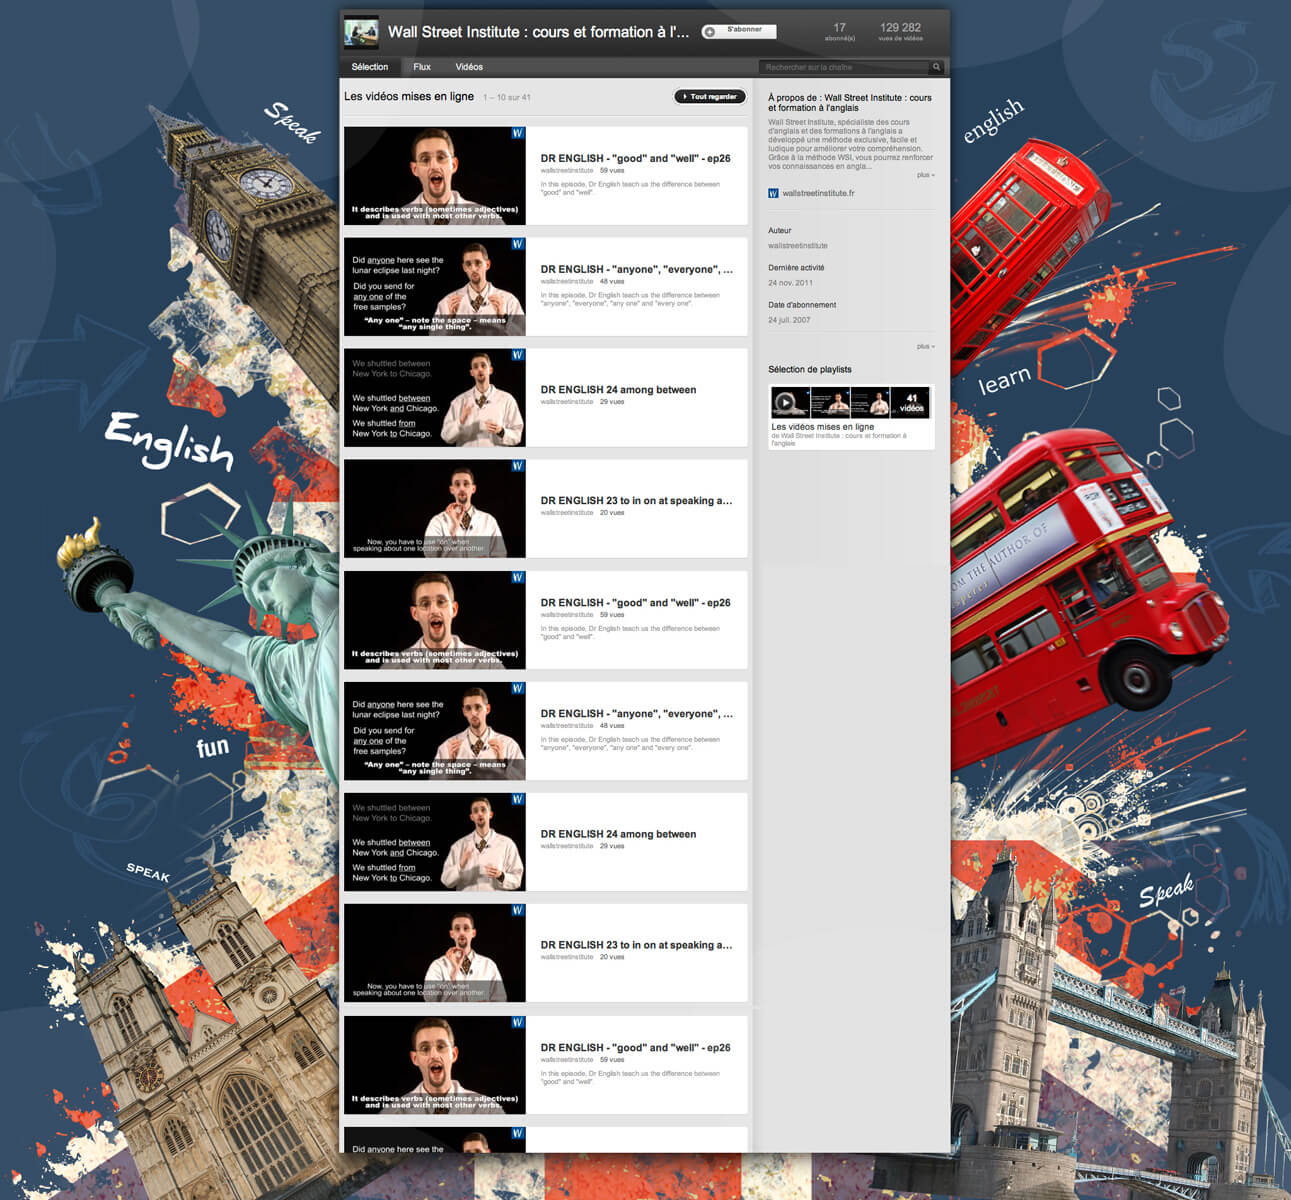 Wall Street Institute : cours et formation à l'...
S'abonner
17
abonné(s)
129 282
vues de vidéos
Sélection
Flux
Vidéos
Rechercher sur la chaîne
Les vidéos mises en ligne
1 – 10 sur 41
Tout regarder
It describes verbs (sometimes adjectives)
and is used with most other verbs.
DR ENGLISH - "good" and "well" - ep26
wallstreetinstitute 59 vues
In this episode, Dr English teach us the difference between
"good" and "well".
Did anyone here see the
lunar eclipse last night?
Did you send for
any one of the
free samples?
"Any one" – note the space – means
"any single thing".
DR ENGLISH - "anyone", "everyone", ...
wallstreetinstitute 48 vues
In this episode, Dr English teach us the difference between
"anyone", "everyone", "any one" and "every one".
We shuttled between
New York to Chicago.
We shuttled between
New York and Chicago.
We shuttled from
New York to Chicago.
DR ENGLISH 24 among between
wallstreetinstitute 29 vues
Now, you have to use "on" when
speaking about one location over another.
DR ENGLISH 23 to in on at speaking a...
wallstreetinstitute 20 vues
It describes verbs (sometimes adjectives)
and is used with most other verbs.
DR ENGLISH - "good" and "well" - ep26
wallstreetinstitute 59 vues
In this episode, Dr English teach us the difference between
"good" and "well".
Did anyone here see the
lunar eclipse last night?
Did you send for
any one of the
free samples?
"Any one" – note the space – means
"any single thing".
DR ENGLISH - "anyone", "everyone", ...
wallstreetinstitute 48 vues
In this episode, Dr English teach us the difference between
"anyone", "everyone", "any one" and "every one".
We shuttled between
New York to Chicago.
We shuttled between
New York and Chicago.
We shuttled from
New York to Chicago.
DR ENGLISH 24 among between
wallstreetinstitute 29 vues
Now, you have to use "on" when
speaking about one location over another.
DR ENGLISH 23 to in on at speaking a...
wallstreetinstitute 20 vues
It describes verbs (sometimes adjectives)
and is used with most other verbs.
DR ENGLISH - "good" and "well" - ep26
wallstreetinstitute 59 vues
In this episode, Dr English teach us the difference between
"good" and "well".
Did anyone here see the
À propos de : Wall Street Institute : cours
et formation à l'anglais
Wall Street Institute, spécialiste des cours
d'anglais et des formations à l'anglais a
développé une méthode exclusive, facile et
ludique pour améliorer votre compréhension.
Grâce à la méthode WSI, vous pourrez renforcer
vos connaissances en angla...
plus
W wallstreetinstitute.fr
Auteur
wallstreetinstitute
Dernière activité
24 nov. 2011
Date d'abonnement
24 juil. 2007
plus
Sélection de playlists
41
vidéos
Les vidéos mises en ligne
de Wall Street Institute : cours et formation à
l'anglais
Speak
English
fun
SPEAK
english
TELEPHONE
learn
OM THE AUTHOR OF
Speak